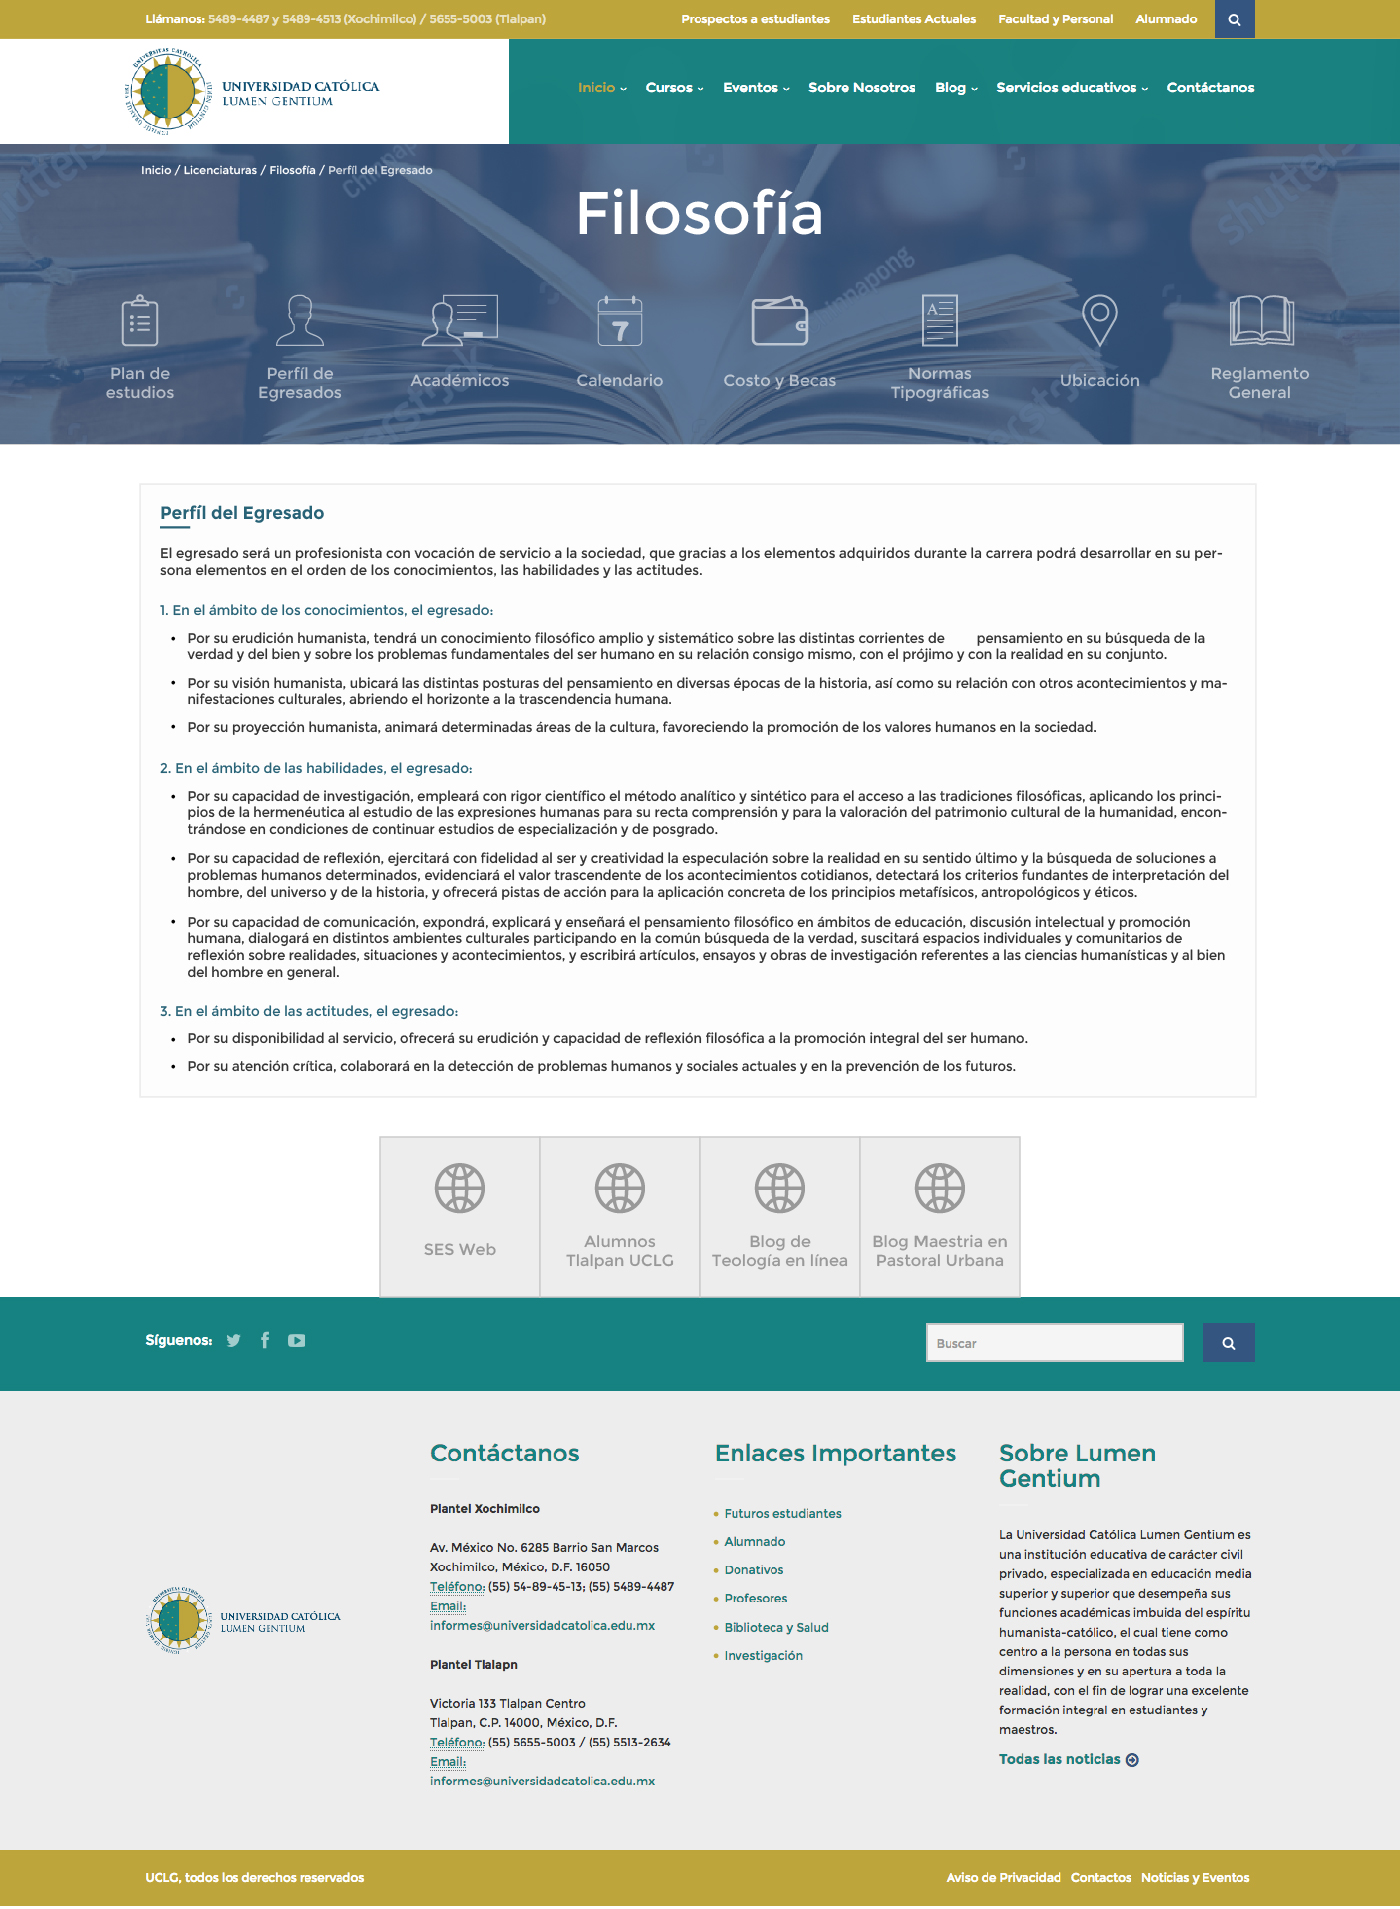 Llámanos: 5489-4487 y 5489-4513 (Xochimilco) / 5655-5003 (Tlalpan)
Prospectos a estudiantes Estudiantes Actuales Facultad y Personal Alumnado
UNIVERSIDAD CATÓLICA
LUMEN GENTIUM
Inicio Cursos Eventos Sobre Nosotros Blog Servicios educativos Contáctanos
Inicio / Licenciaturas / Filosofía / Perfíl del Egresado
Filosofía
Plan de
estudios
Perfíl de
Egresados
Académicos
7
Calendario
Costo y Becas
A
Normas
Tipográficas
Ubicación
Reglamento
General
Perfíl del Egresado
El egresado será un profesionista con vocación de servicio a la sociedad, que gracias a los elementos adquiridos durante la carrera podrá desarrollar en su per-
sona elementos en el orden de los conocimientos, las habilidades y las actitudes.
1. En el ámbito de los conocimientos, el egresado:
• Por su erudición humanista, tendrá un conocimiento filosófico amplio y sistemático sobre las distintas corrientes de pensamiento en su búsqueda de la
verdad y del bien y sobre los problemas fundamentales del ser humano en su relación consigo mismo, con el prójimo y con la realidad en su conjunto.
• Por su visión humanista, ubicará las distintas posturas del pensamiento en diversas épocas de la historia, así como su relación con otros acontecimientos y ma-
nifestaciones culturales, abriendo el horizonte a la trascendencia humana.
• Por su proyección humanista, animará determinadas áreas de la cultura, favoreciendo la promoción de los valores humanos en la sociedad.
2. En el ámbito de las habilidades, el egresado:
• Por su capacidad de investigación, empleará con rigor científico el método analítico y sintético para el acceso a las tradiciones filosóficas, aplicando los princi-
pios de la hermenéutica al estudio de las expresiones humanas para su recta comprensión y para la valoración del patrimonio cultural de la humanidad, encon-
trándose en condiciones de continuar estudios de especialización y de posgrado.
• Por su capacidad de reflexión, ejercitará con fidelidad al ser y creatividad la especulación sobre la realidad en su sentido último y la búsqueda de soluciones a
problemas humanos determinados, evidenciará el valor trascendente de los acontecimientos cotidianos, detectará los criterios fundantes de interpretación del
hombre, del universo y de la historia, y ofrecerá pistas de acción para la aplicación concreta de los principios metafísicos, antropológicos y éticos.
• Por su capacidad de comunicación, expondrá, explicará y enseñará el pensamiento filosófico en ámbitos de educación, discusión intelectual y promoción
humana, dialogará en distintos ambientes culturales participando en la común búsqueda de la verdad, suscitará espacios individuales y comunitarios de
reflexión sobre realidades, situaciones y acontecimientos, y escribirá artículos, ensayos y obras de investigación referentes a las ciencias humanísticas y al bien
del hombre en general.
3. En el ámbito de las actitudes, el egresado:
• Por su disponibilidad al servicio, ofrecerá su erudición y capacidad de reflexión filosófica a la promoción integral del ser humano.
• Por su atención crítica, colaborará en la detección de problemas humanos y sociales actuales y en la prevención de los futuros.
SES Web
Alumnos
Tlalpan UCLG
Blog de
Teología en línea
Blog Maestria en
Pastoral Urbana
Síguenos:
Buscar
UNIVERSIDAD CATÓLICA
LUMEN GENTIUM
Contáctanos
Plantel Xochimilco
Av. México No. 6285 Barrio San Marcos
Xochimilco, México, D.F. 16050
Teléfono: (55) 54-89-45-13; (55) 5489-4487
Email:
informes@universidadcatolica.edu.mx
Plantel Tlalapn
Victoria 133 Tlalpan Centro
Tlalpan, C.P. 14000, México, D.F.
Teléfono: (55) 5655-5003 / (55) 5513-2634
Email:
informes@universidadcatolica.edu.mx
Enlaces Importantes
Futuros estudiantes
Alumnado
Donativos
Profesores
Biblioteca y Salud
Investigación
Sobre Lumen
Gentium
La Universidad Católica Lumen Gentium es
una institución educativa de carácter civil
privado, especializada en educación media
superior y superior que desempeña sus
funciones académicas imbuida del espíritu
humanista-católico, el cual tiene como
centro a la persona en todas sus
dimensiones y en su apertura a toda la
realidad, con el fin de lograr una excelente
formación integral en estudiantes y
maestros.
Todas las noticias
UCLG, todos los derechos reservados
Aviso de Privacidad Contactos Noticias y Eventos